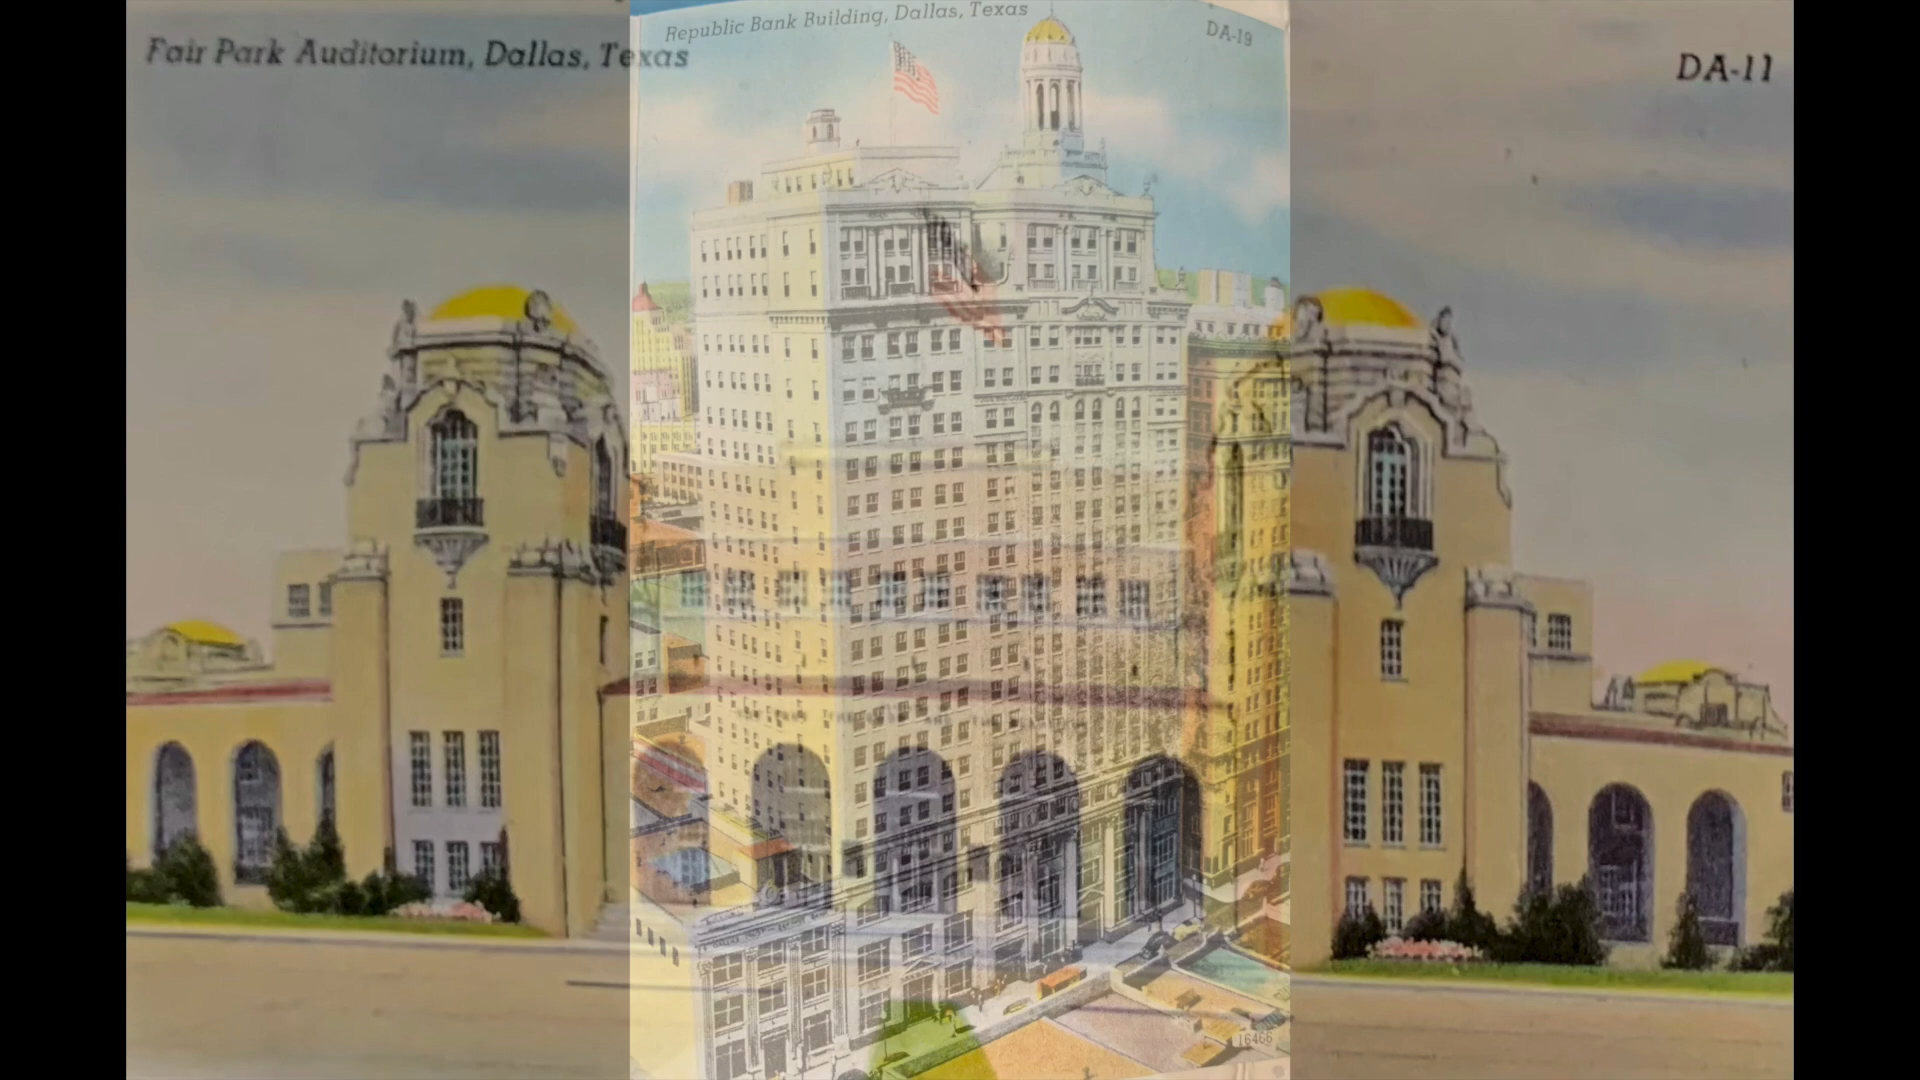 Fair Park Auditorium, Dallas, Texas
Republic Bank Building, Dallas, Texas
DA-19
DA-11
16466